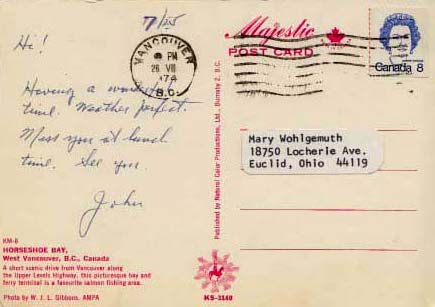 7/25
Hi!
Having a wonderful
time. Weather perfect.
Miss you at lunch
time. See you.
John
VANCOUVER
PM
26 VII
'74
B.C.
Majestic
POST CARD
Canada 8
Mary Wohlgemuth
18750 Locherie Ave.
Euclid, Ohio 44119
Published by Natural Color Productions, Ltd., Burnaby 2, B.C.
KM-6
HORSESHOE BAY,
West Vancouver, B.C., Canada
A short scenic drive from Vancouver along
the Upper Levels Highway, this picturesque bay and
ferry terminal is a favourite salmon fishing area.
Photo by W. J. L. Gibbons, AMPA
KS-3140